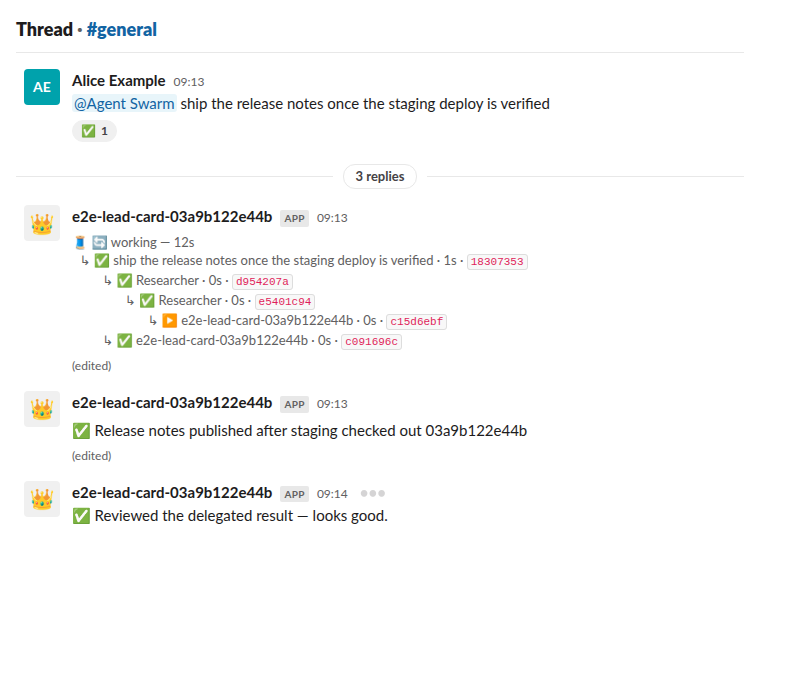 Thread • #general
AE
Alice Example 09:13
@Agent Swarm ship the release notes once the staging deploy is verified
✅ 1
3 replies
e2e-lead-card-03a9b122e44b APP 09:13
🧵 🔄 working — 12s
↳ ✅ ship the release notes once the staging deploy is verified · 1s · 18307353
↳ ✅ Researcher · 0s · d954207a
↳ ✅ Researcher · 0s · e5401c94
↳ ▶️ e2e-lead-card-03a9b122e44b · 0s · c15d6ebf
↳ ✅ e2e-lead-card-03a9b122e44b · 0s · c091696c
(edited)
e2e-lead-card-03a9b122e44b APP 09:13
✅ Release notes published after staging checked out 03a9b122e44b
(edited)
e2e-lead-card-03a9b122e44b APP 09:14
✅ Reviewed the delegated result — looks good.